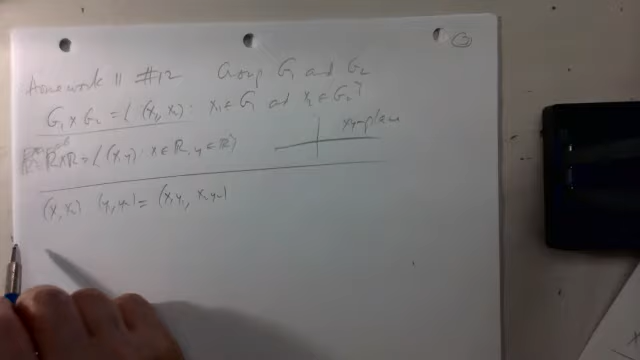 Homework 11 #12 Group G₁ and G₂
G₁ x G₂ = { (x₁, x₂) : x₁ ∈ G₁ and x₂ ∈ G₂ }
R x R = { (x, y) : x ∈ R, y ∈ R } xy-plane
(x₁, x₂) (y₁, y₂) = (x₁y₁, x₂y₂)